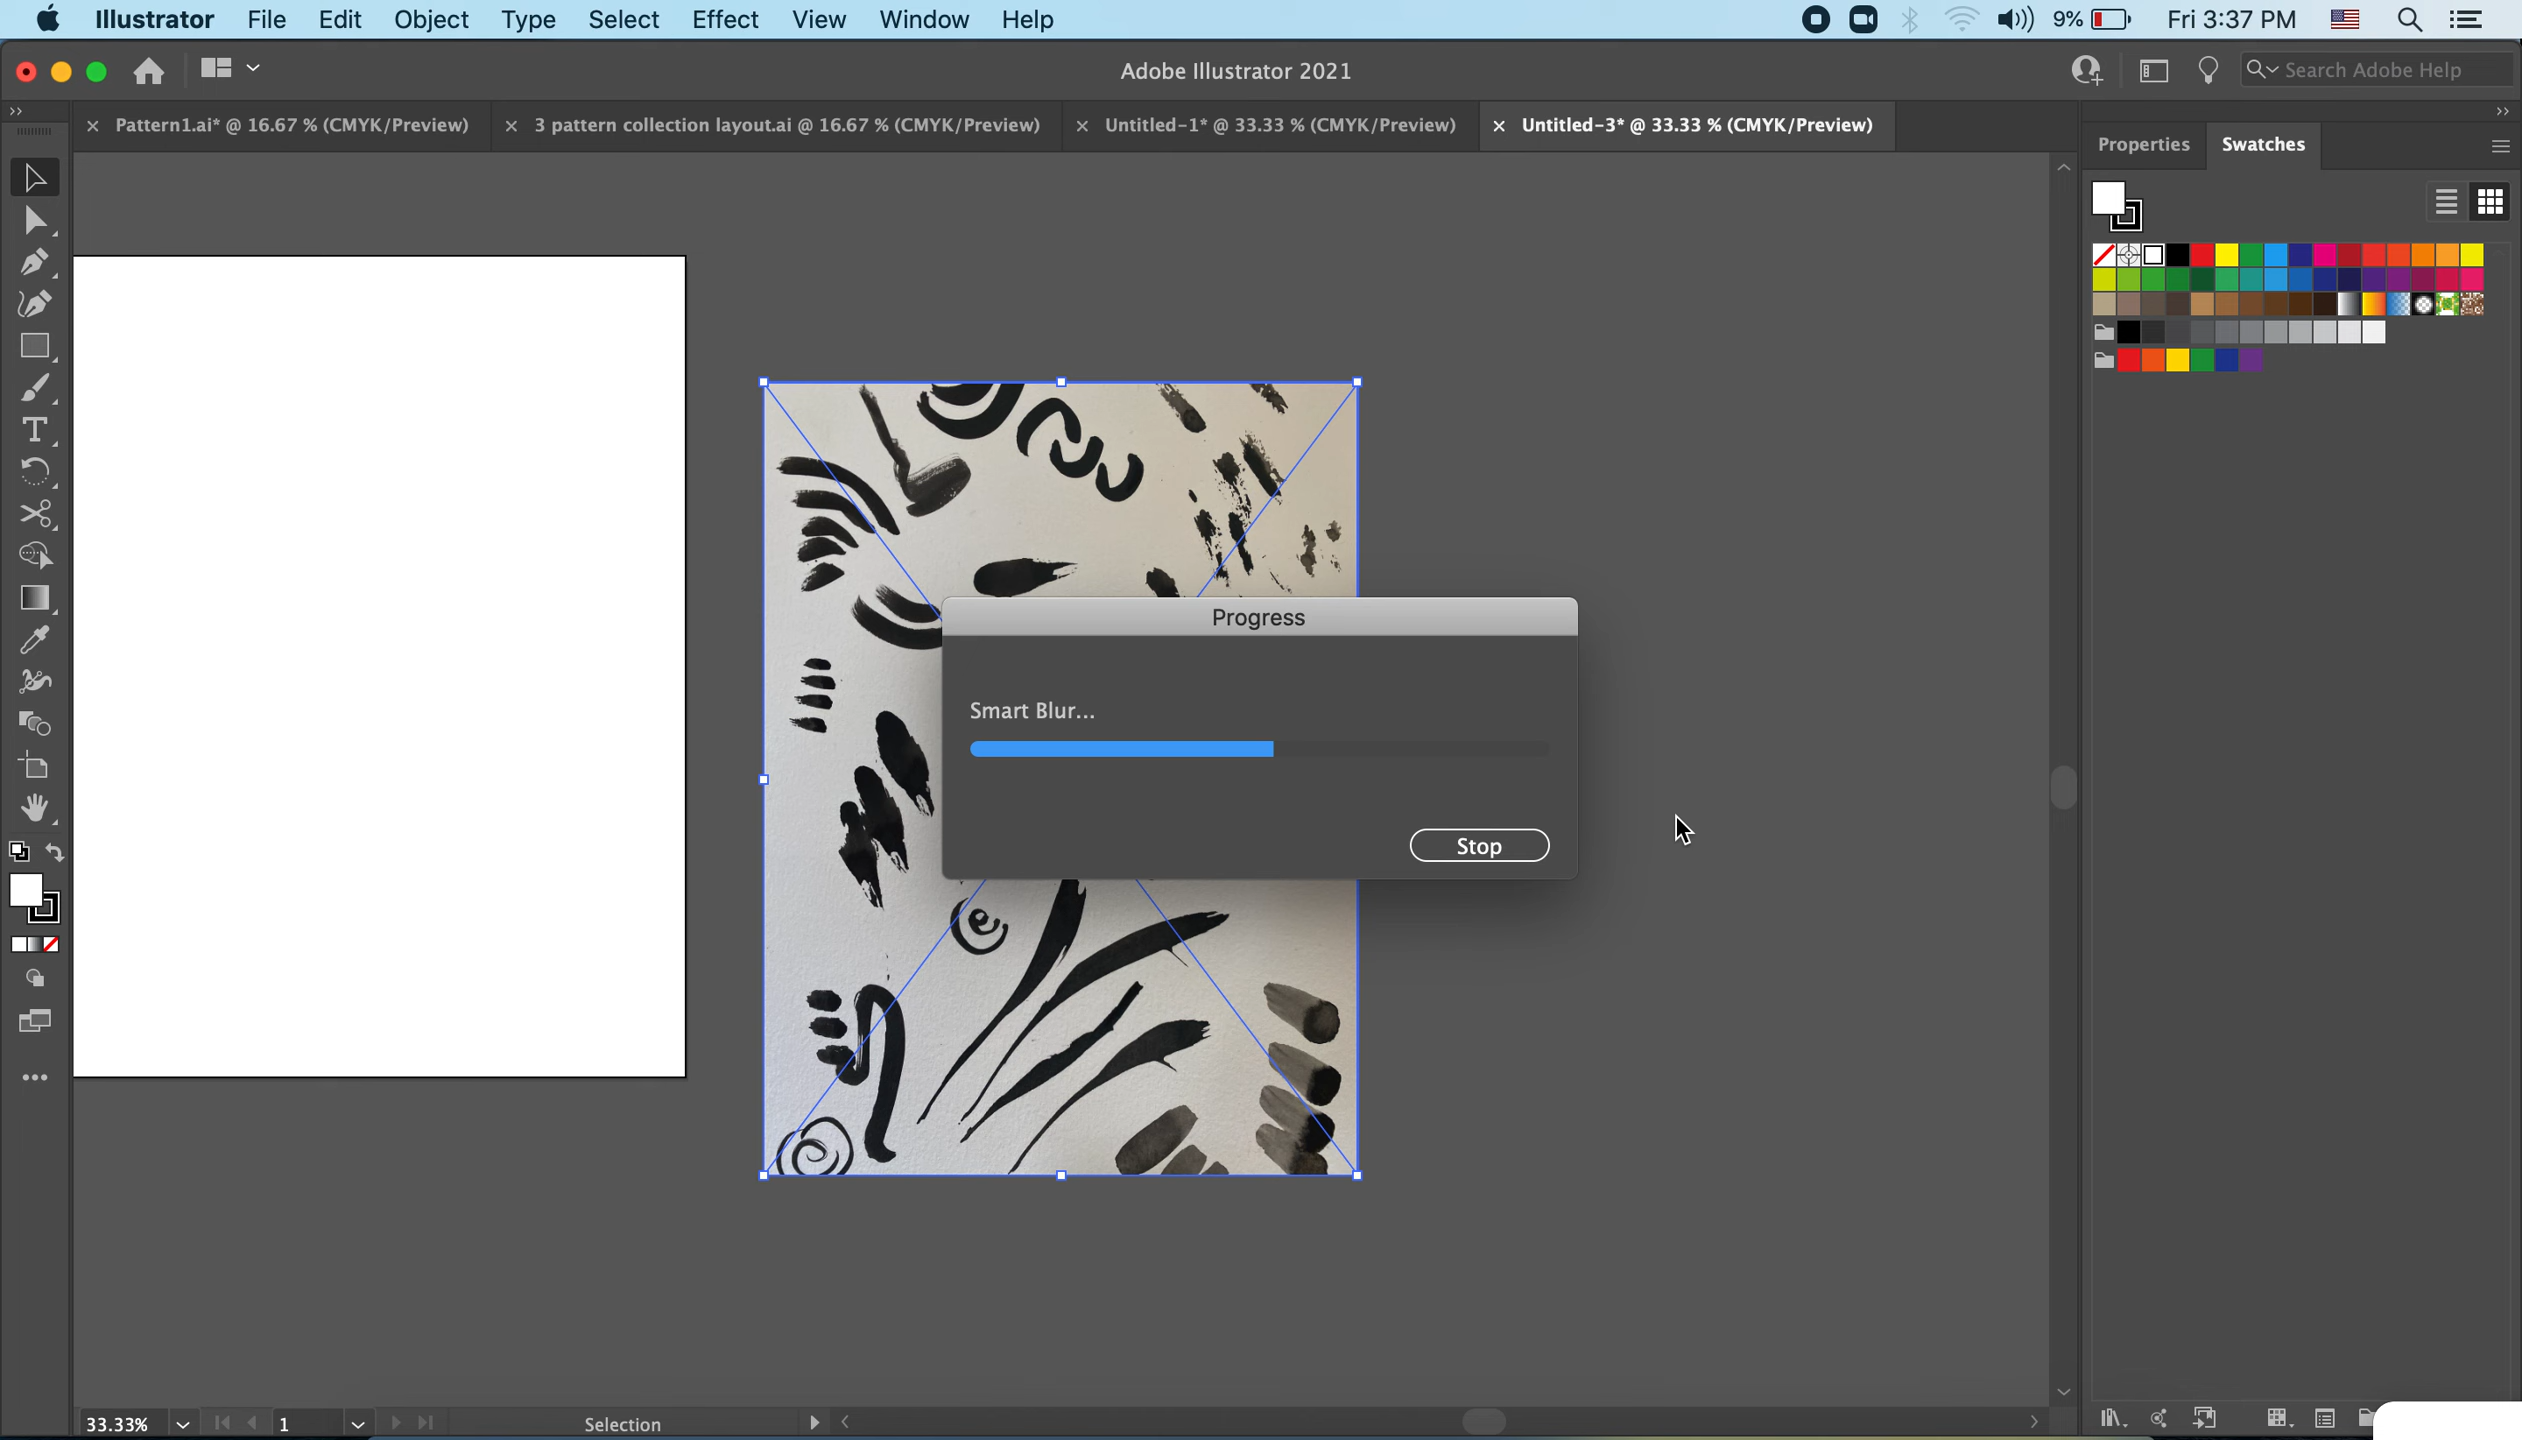 Illustrator File Edit Object Type Select Effect View Window Help 9% Fri 3:37 PM
Adobe Illustrator 2021 Search Adobe Help
Pattern1.ai* @ 16.67 % (CMYK/Preview) 3 pattern collection layout.ai @ 16.67 % (CMYK/Preview) Untitled-1* @ 33.33 % (CMYK/Preview) Untitled-3* @ 33.33 % (CMYK/Preview)
Properties Swatches
Progress
Smart Blur...
Stop
33.33% 1 Selection